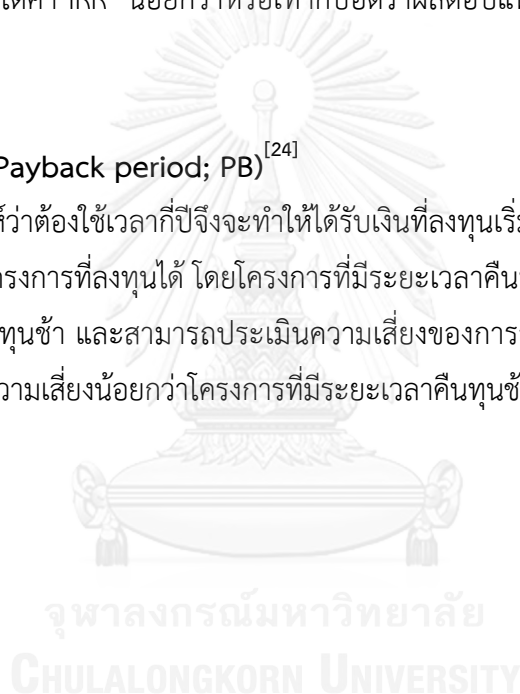 น้อยกว่าหรือเท่ากับอัตราผลตอบแ
Payback period; PB)[24]
ว่าต้องใช้เวลากี่ปีจึงจะทำให้ได้รับเงินที่ลงทุนเริ่
ครงการที่ลงทุนได้ โดยโครงการที่มีระยะเวลาคืน
ทุนช้า และสามารถประเมินความเสี่ยงของการ
วามเสี่ยงน้อยกว่าโครงการที่มีระยะเวลาคืนทุนช้
จุฬาลงกรณ์มหาวิทยาลัย
CHULALONGKORN UNIVERSITY